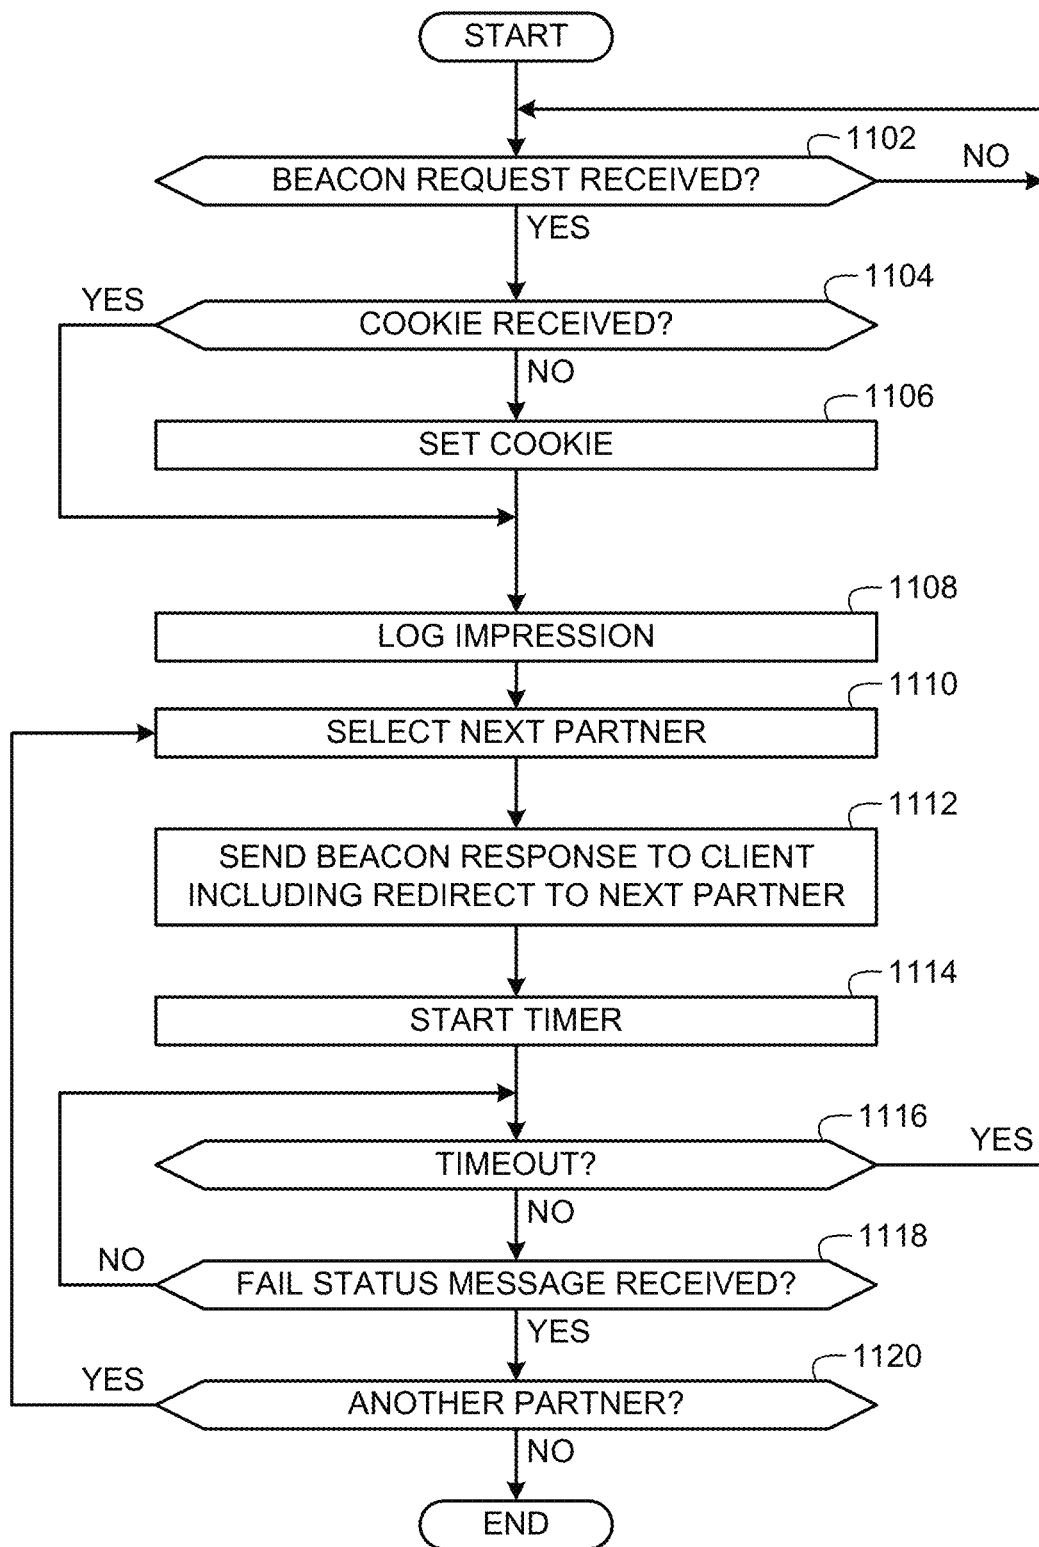 START
1102
BEACON REQUEST RECEIVED?
NO
YES
1104
YES
COOKIE RECEIVED?
NO
1106
SET COOKIE
1108
LOG IMPRESSION
1110
SELECT NEXT PARTNER
1112
SEND BEACON RESPONSE TO CLIENT
INCLUDING REDIRECT TO NEXT PARTNER
1114
START TIMER
1116
TIMEOUT?
YES
NO
1118
NO
FAIL STATUS MESSAGE RECEIVED?
YES
1120
YES
ANOTHER PARTNER?
NO
END